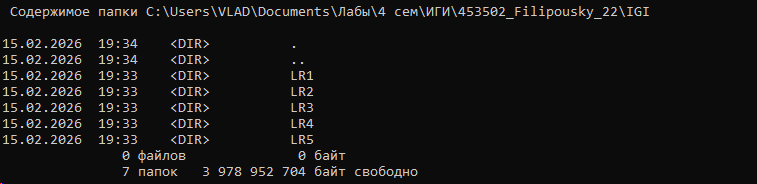 Содержимое папки C:\Users\VLAD\Documents\Лабы\4 сем\ИГИ\453502_Filipousky_22\IGI
15.02.2026  19:34    <DIR>          .
15.02.2026  19:34    <DIR>          ..
15.02.2026  19:33    <DIR>          LR1
15.02.2026  19:33    <DIR>          LR2
15.02.2026  19:33    <DIR>          LR3
15.02.2026  19:33    <DIR>          LR4
15.02.2026  19:33    <DIR>          LR5
0 файлов              0 байт
7 папок   3 978 952 704 байт свободно